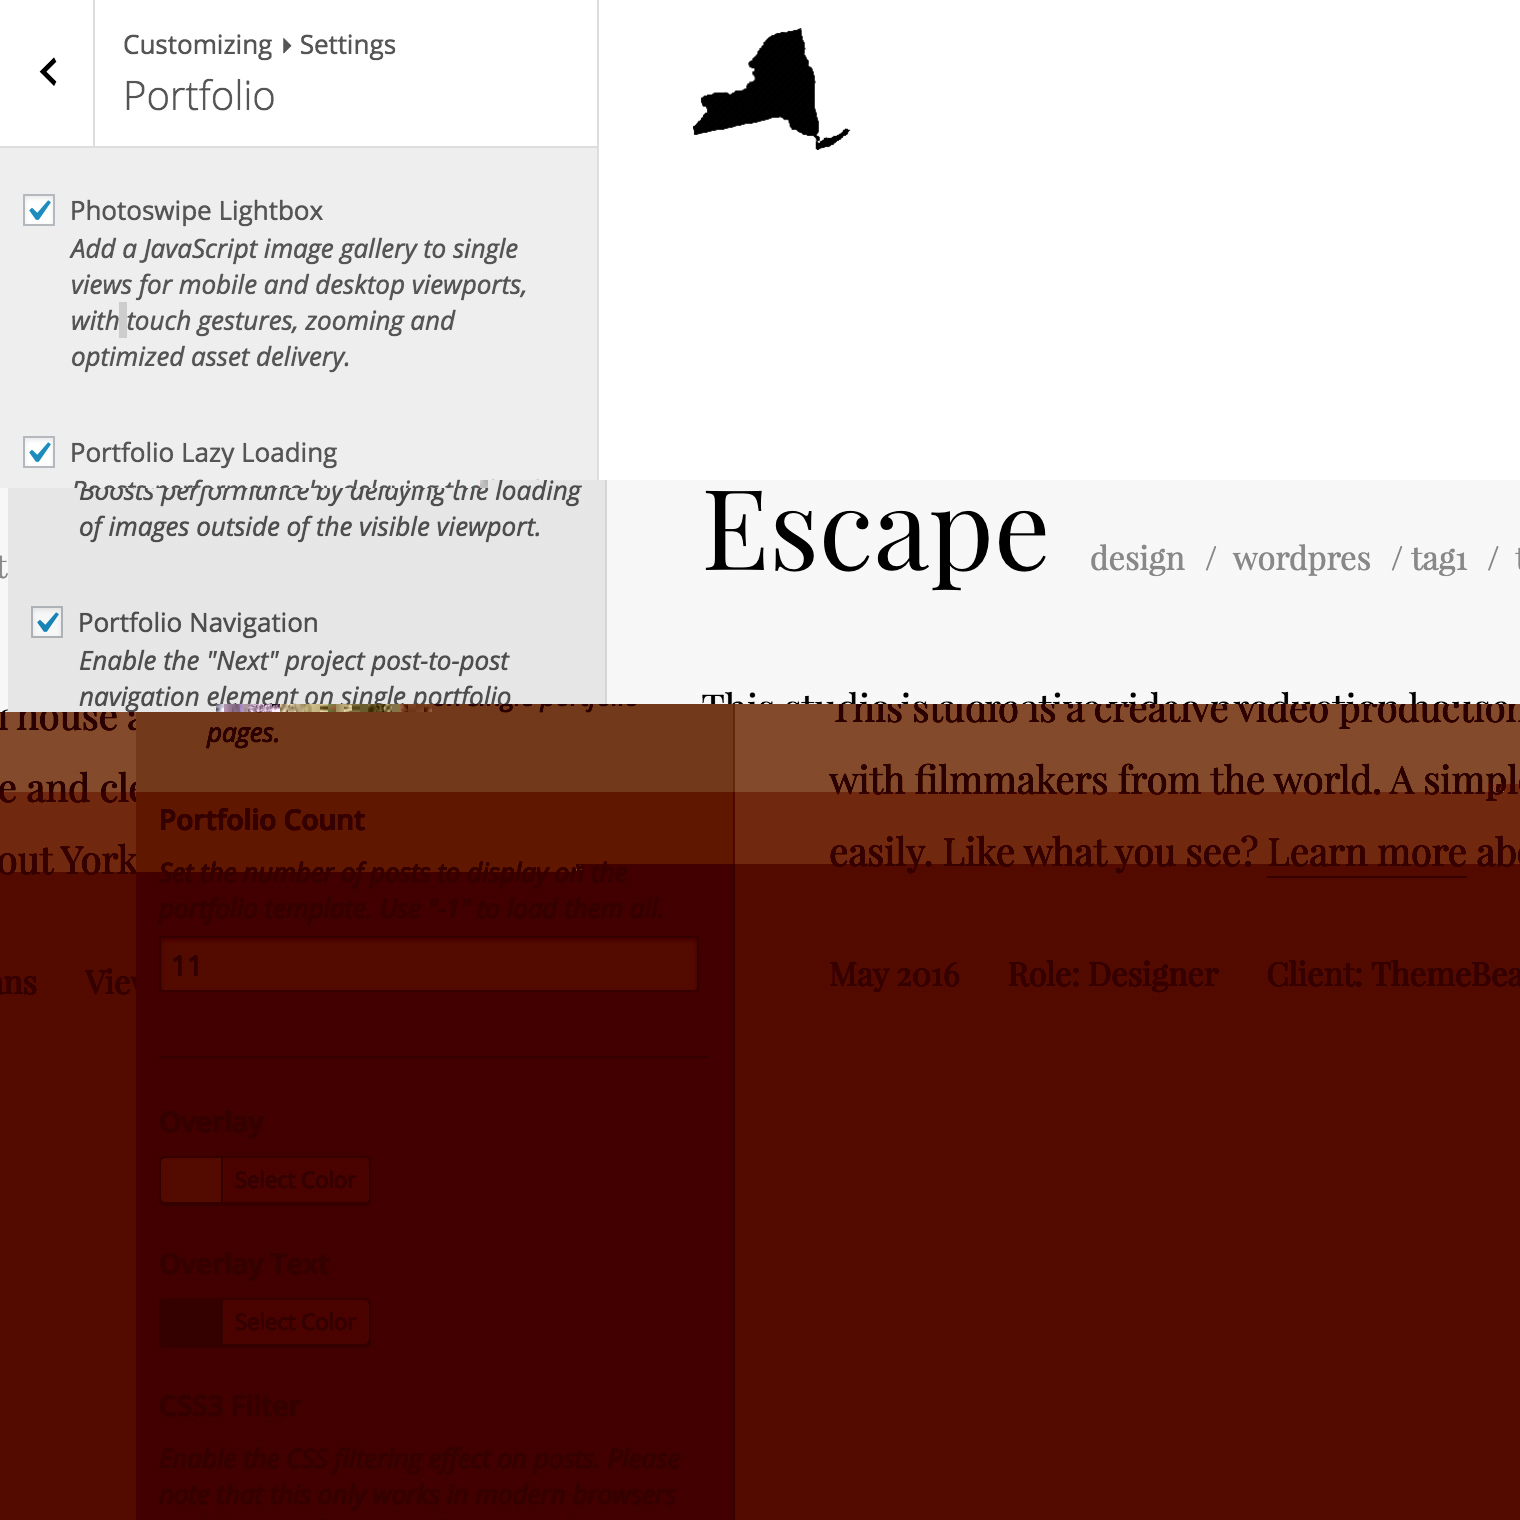 Customizing ▸ Settings
Portfolio
Photoswipe Lightbox
Add a JavaScript image gallery to single
views for mobile and desktop viewports,
with touch gestures, zooming and
optimized asset delivery.
Portfolio Lazy Loading
Boosts performance by delaying the loading
of images outside of the visible viewport.
Portfolio Navigation
Enable the "Next" project post-to-post
navigation element on single portfolio
pages.
Portfolio Count
Set the number of posts to display on the
portfolio template. Use "-1" to load them all.
11
Overlay
Select Color
Overlay Text
Select Color
CSS3 Filter
Enable the CSS filtering effect on posts. Please
note that this only works in modern browsers
Escape
design / wordpres / tag1 /
This studio is a creative video production
with filmmakers from the world. A simpl
easily. Like what you see? Learn more ab
May 2016 Role: Designer Client: ThemeBea
house a
e and cle
out York
ans View